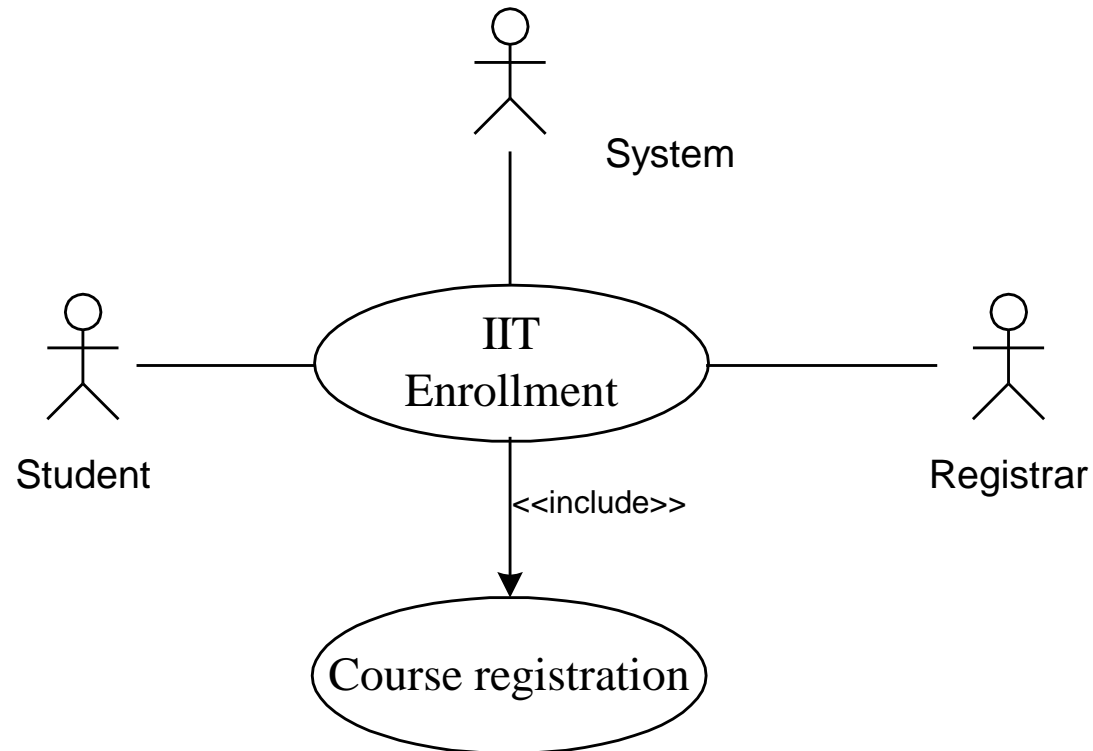 System
IIT
Enrollment
Student
Registrar
<<include>>
Course registration